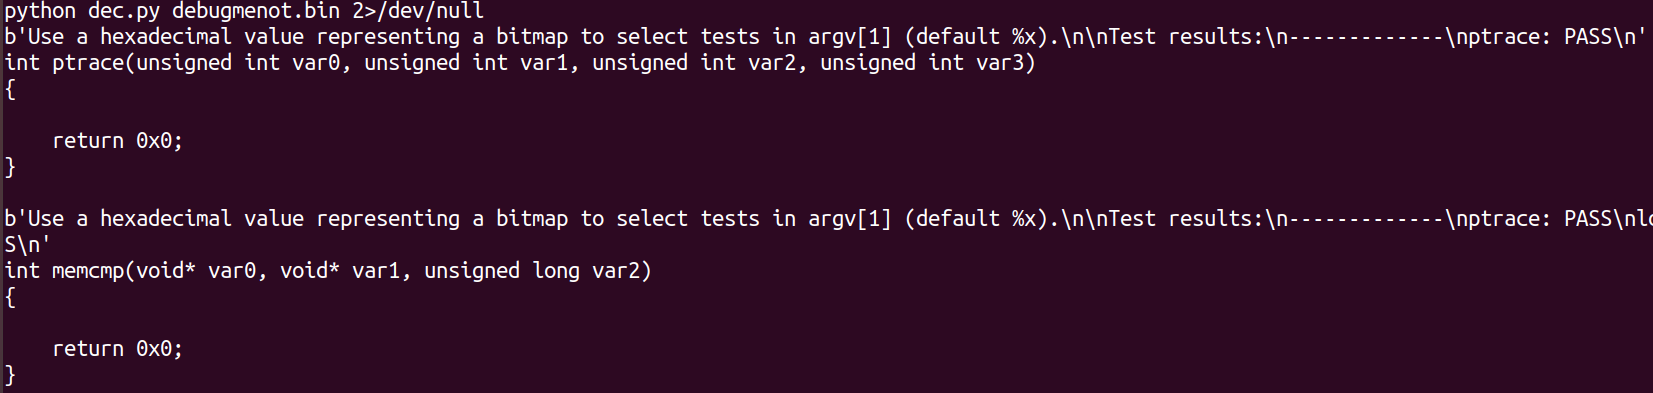 python dec.py debugmenot.bin 2>/dev/null
b'Use a hexadecimal value representing a bitmap to select tests in argv[1] (default %x).\n\nTest results:\n-------------\nptrace: PASS\n'
int ptrace(unsigned int var0, unsigned int var1, unsigned int var2, unsigned int var3)
{
    return 0x0;
}
b'Use a hexadecimal value representing a bitmap to select tests in argv[1] (default %x).\n\nTest results:\n-------------\nptrace: PASS\nl
S\n'
int memcmp(void* var0, void* var1, unsigned long var2)
{
    return 0x0;
}